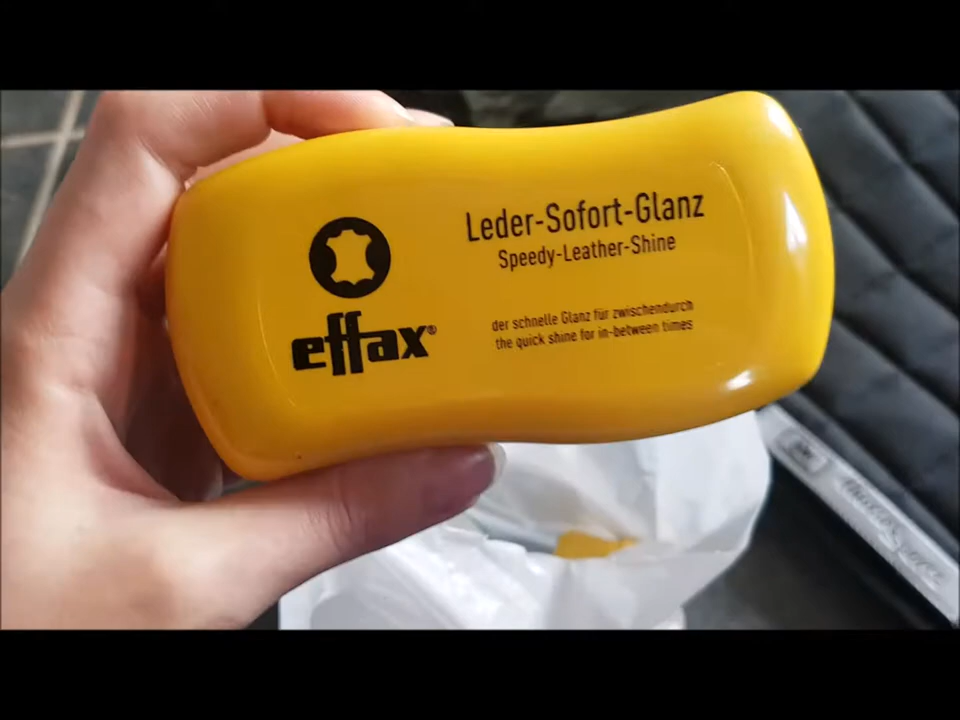 Leder-Sofort-Glanz
Speedy-Leather-Shine
effax®
der schnelle Glanz für zwischendurch
the quick shine for in-between times